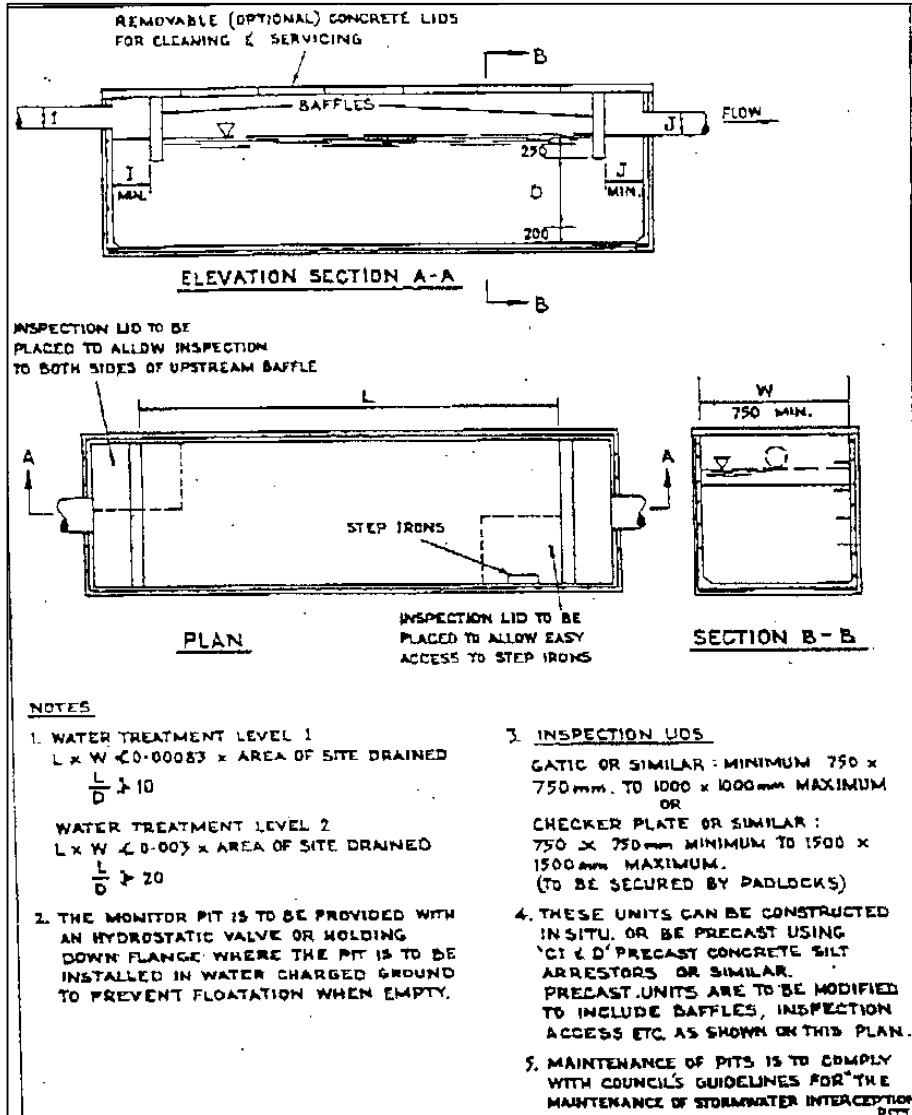 REMOVABLE (OPTIONAL) CONCRETE LIDS
FOR CLEANING & SERVICING
B
BAFFLES
I
J
FLOW
I
MIN.
250
D
200
J
MIN.
ELEVATION SECTION A-A
B
INSPECTION LID TO BE
PLACED TO ALLOW INSPECTION
TO BOTH SIDES OF UPSTREAM BAFFLE
L
W
750 MIN.
A
A
STEP IRONS
INSPECTION LID TO BE
PLACED TO ALLOW EASY
ACCESS TO STEP IRONS
PLAN
SECTION B-B
NOTES
1. WATER TREATMENT LEVEL 1
L x W ≮ 0.00083 x AREA OF SITE DRAINED
L/D ≯ 10
WATER TREATMENT LEVEL 2
L x W ≮ 0.003 x AREA OF SITE DRAINED
L/D ≯ 20
2. THE MONITOR PIT IS TO BE PROVIDED WITH
AN HYDROSTATIC VALVE OR HOLDING
DOWN FLANGE WHERE THE PIT IS TO BE
INSTALLED IN WATER CHARGED GROUND
TO PREVENT FLOATATION WHEN EMPTY.
3. INSPECTION LIDS
GATIC OR SIMILAR : MINIMUM 750 x
750mm. TO 1000 x 1000mm MAXIMUM
OR
CHECKER PLATE OR SIMILAR :
750 x 750mm MINIMUM TO 1500 x
1500mm MAXIMUM.
(TO BE SECURED BY PADLOCKS)
4. THESE UNITS CAN BE CONSTRUCTED
IN SITU. OR BE PRECAST USING
'CI & D' PRECAST CONCRETE SILT
ARRESTORS OR SIMILAR.
PRECAST UNITS ARE TO BE MODIFIED
TO INCLUDE BAFFLES, INSPECTION
ACCESS ETC. AS SHOWN ON THIS PLAN.
5. MAINTENANCE OF PITS IS TO COMPLY
WITH COUNCIL'S GUIDELINES FOR "THE
MAINTENANCE OF STORMWATER INTERCEPTION